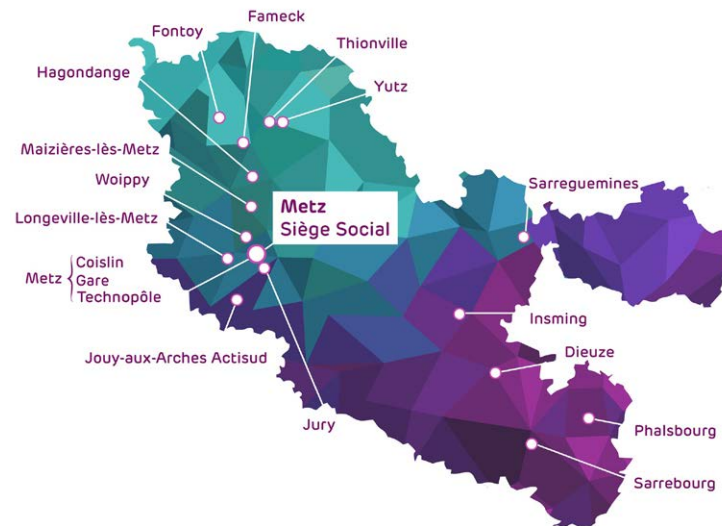 Fameck
Fontoy
Thionville
Hagondange
Yutz
Maizières-lès-Metz
Woippy
Sarreguemines
Metz
Siège Social
Longeville-lès-Metz
Metz { Coislin
Gare
Technopôle
Insming
Jouy-aux-Arches Actisud
Dieuze
Jury
Phalsbourg
Sarrebourg